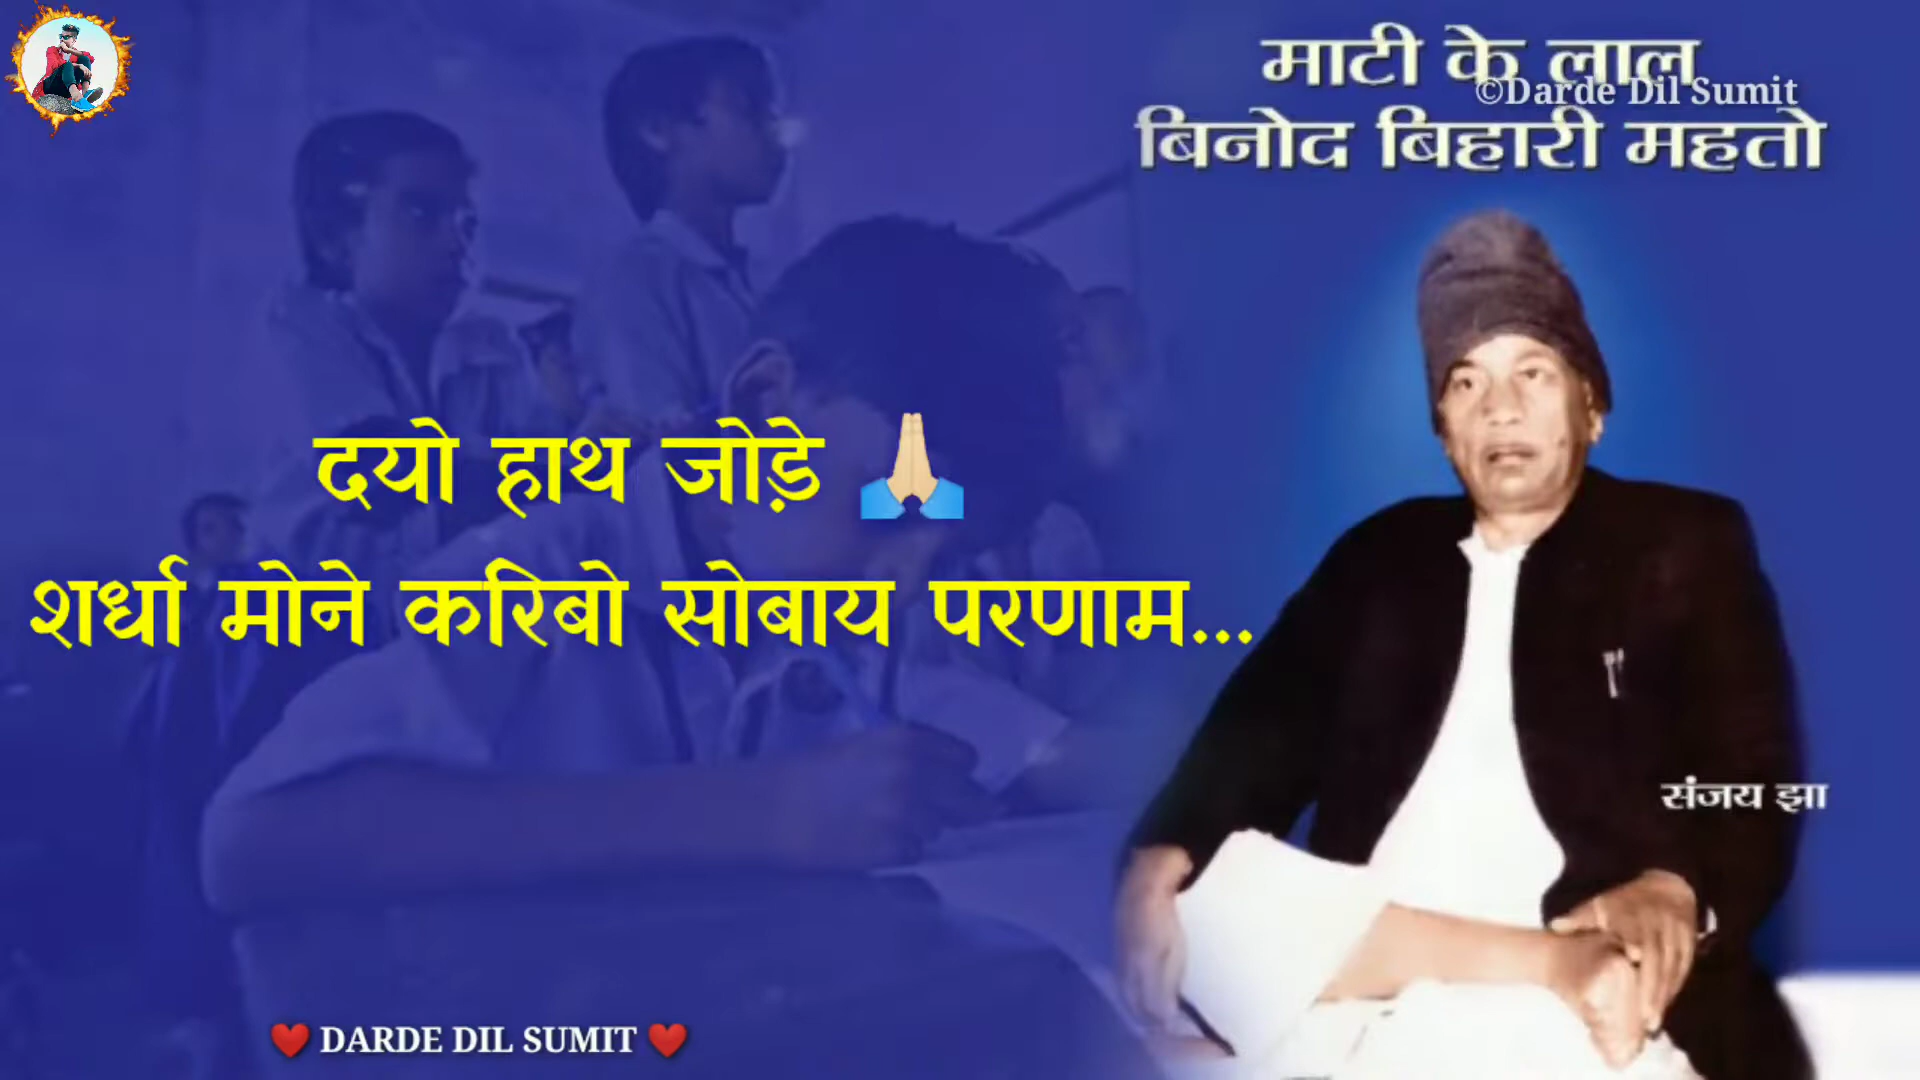 माटी के लाल
©Darde Dil Sumit
बिनोद बिहारी महतो
दयो हाथ जोड़े 🙏🏼
शर्धा मोने करिबो सोबाय परणाम...
संजय झा
❤️ DARDE DIL SUMIT ❤️